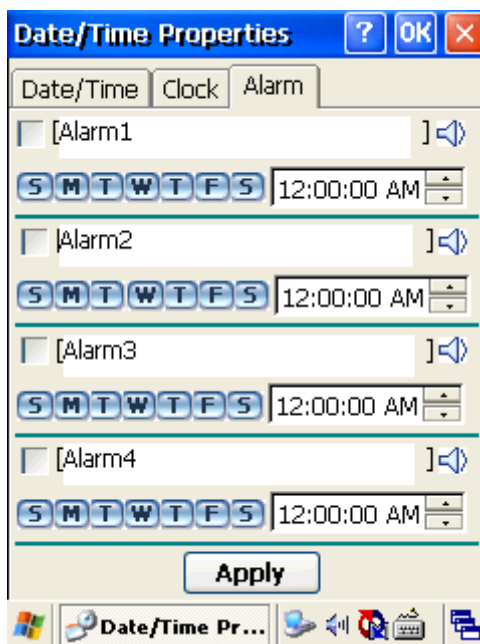 Date/Time Properties ? OK ×
Date/Time Clock Alarm
[Alarm1 ]
S M T W T F S 12:00:00 AM
Alarm2 ]
S M T W T F S 12:00:00 AM
[Alarm3 ]
S M T W T F S 12:00:00 AM
[Alarm4 ]
S M T W T F S 12:00:00 AM
Apply
Date/Time Pr...